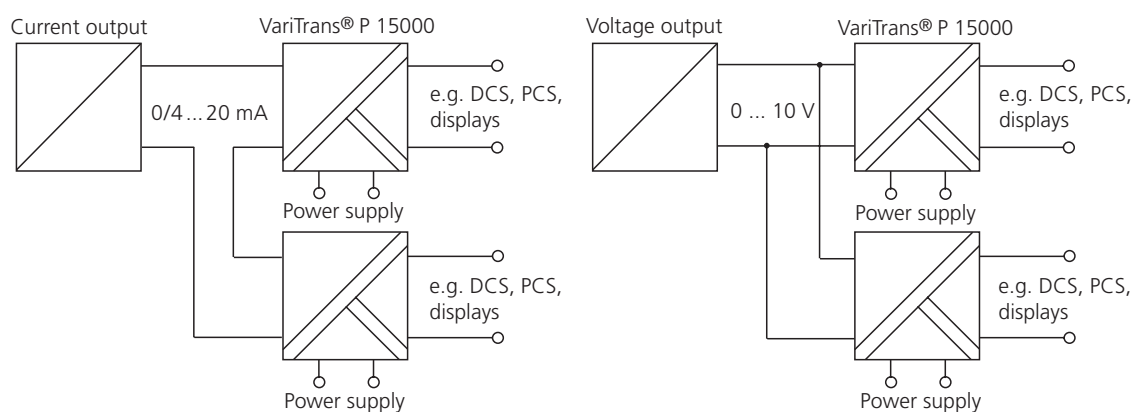 Current output
VariTrans® P 15000
0/4 ... 20 mA
e.g. DCS, PCS,
displays
Power supply
e.g. DCS, PCS,
displays
Power supply
Voltage output
VariTrans® P 15000
0 ... 10 V
e.g. DCS, PCS,
displays
Power supply
e.g. DCS, PCS,
displays
Power supply